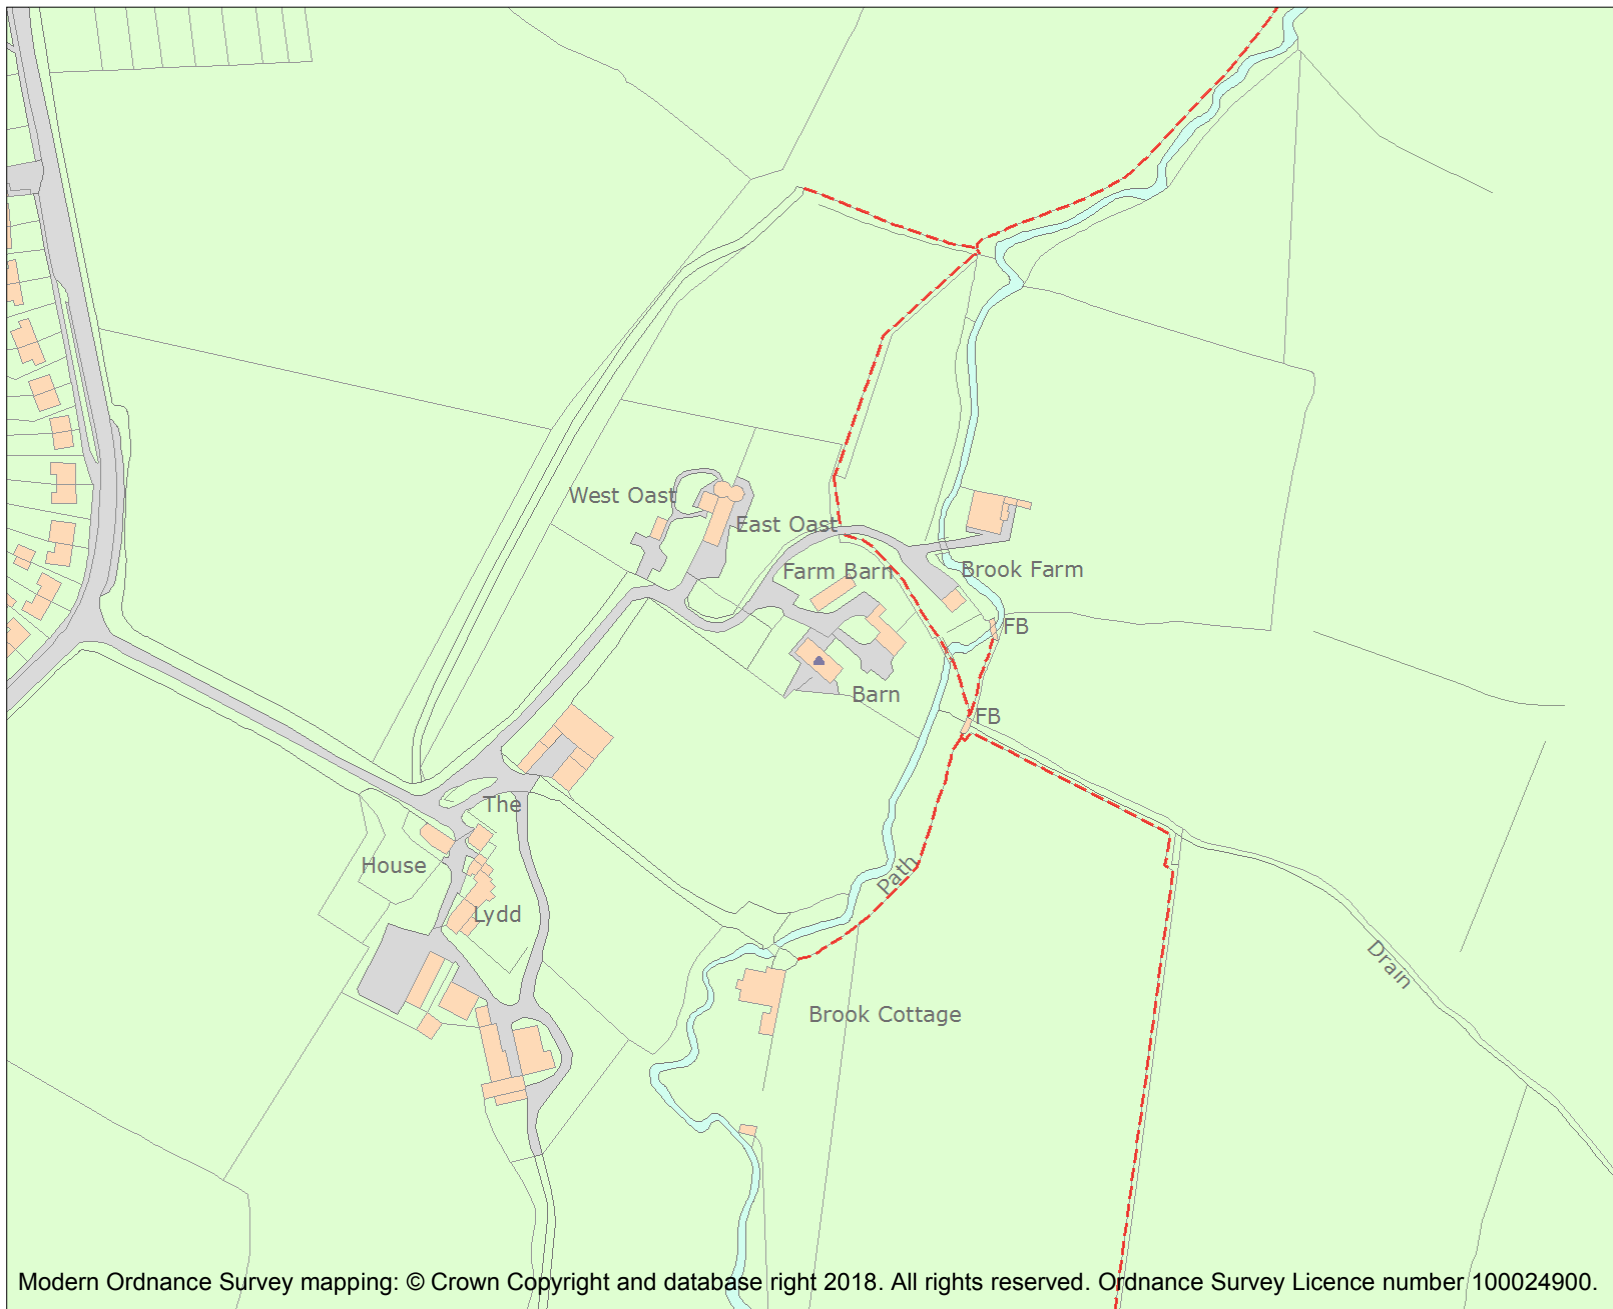 West Oast
East Oast
Farm Barn
Brook Farm
FB
Barn
FB
The
House
Path
Lydd
Drain
Brook Cottage
Modern Ordnance Survey mapping: © Crown Copyright and database right 2018. All rights reserved. Ordnance Survey Licence number 100024900.